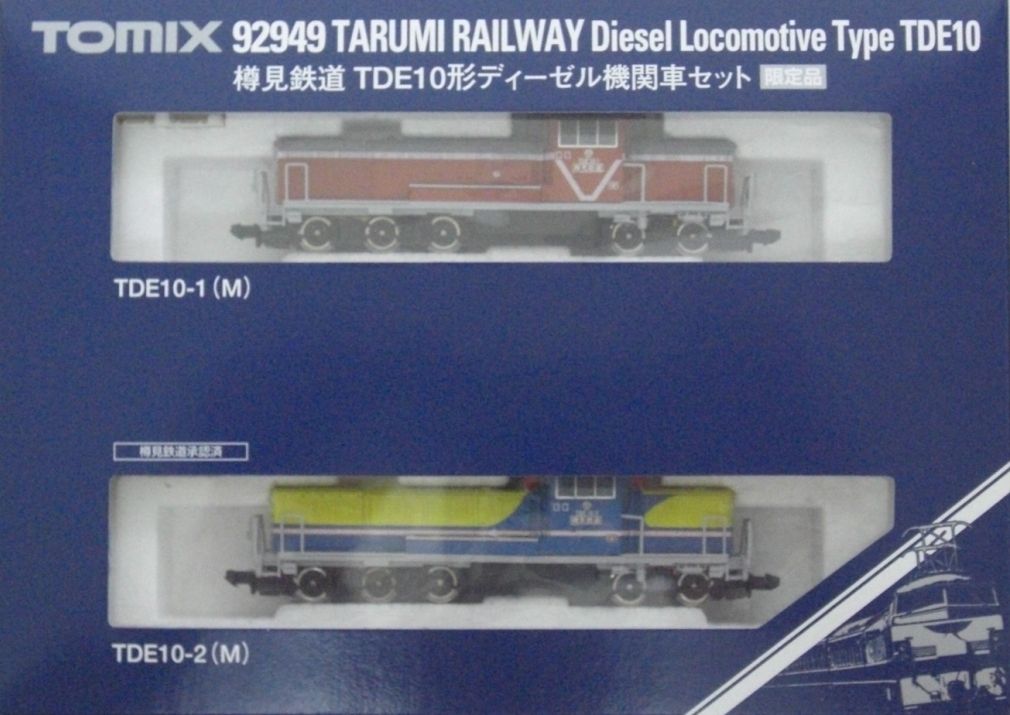 TOMIX 92949 TARUMI RAILWAY Diesel Locomotive Type TDE10
樽見鉄道 TDE10形ディーゼル機関車セット 限定品
TDE10-1(M)
樽見鉄道承認済
TDE10-2(M)